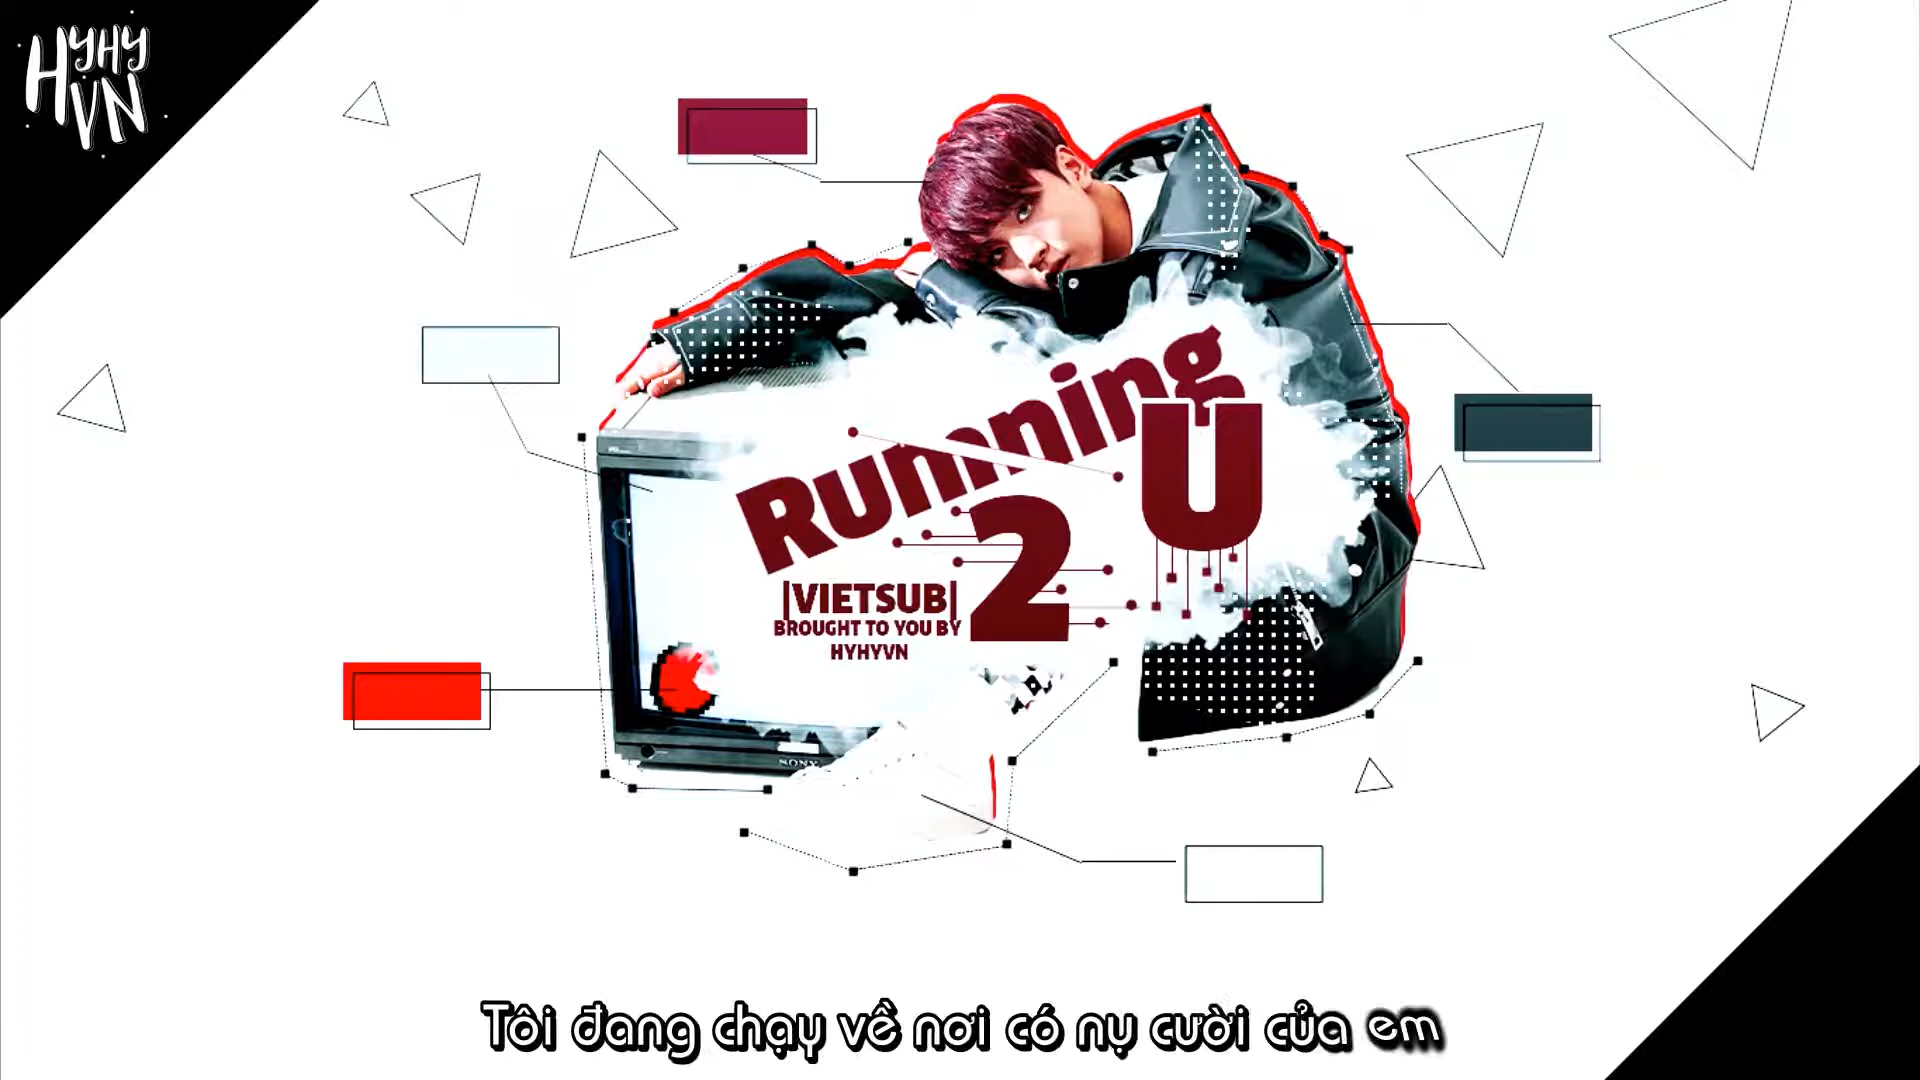 HYHY
VN
Running
2 U
|VIETSUB|
BROUGHT TO YOU BY
HYHYVN
SONY
Tôi đang chạy về nơi có nụ cười của em